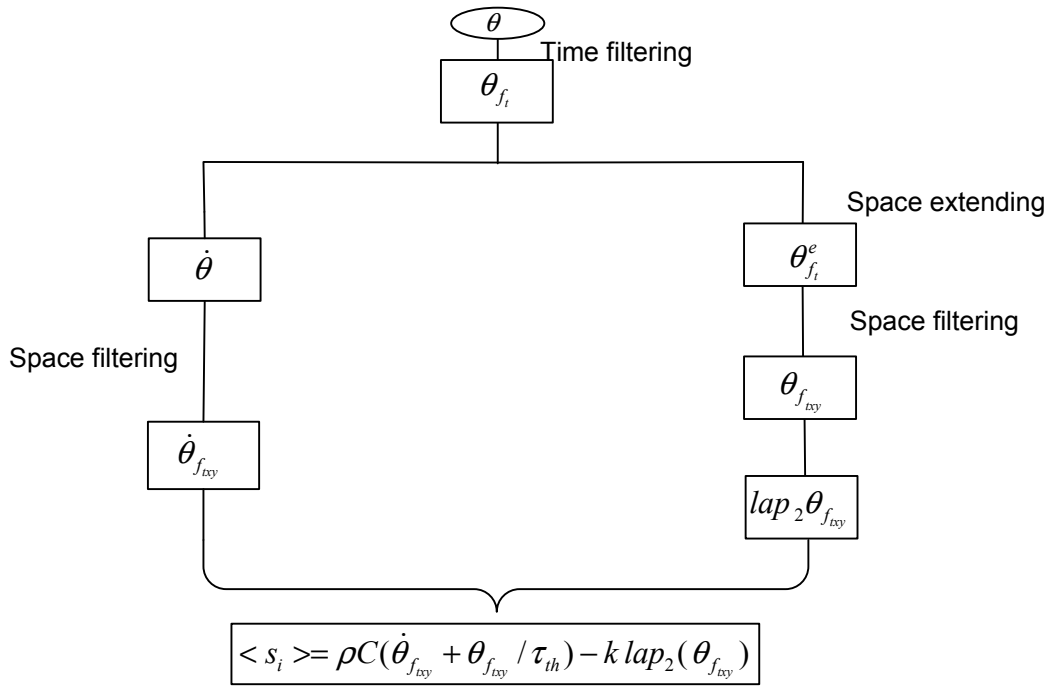 θ
Time filtering
θ_{f_t}
Space extending
θ̇
θ^e_{f_t}
Space filtering
Space filtering
θ_{f_{txy}}
θ̇_{f_{txy}}
lap_2 θ_{f_{txy}}
< s_i >= ρC(θ̇_{f_{txy}} + θ_{f_{txy}} / τ_{th}) − k lap_2(θ_{f_{txy}})